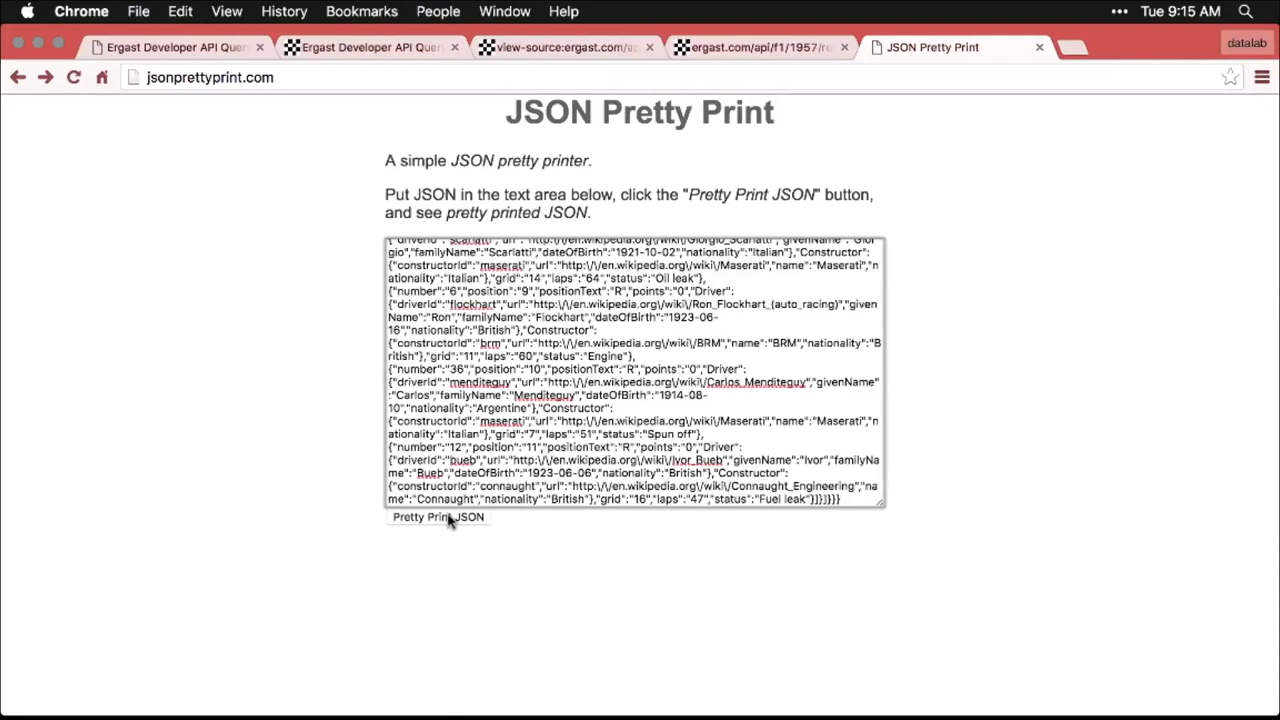 Chrome File Edit View History Bookmarks People Window Help ••• Tue 9:15 AM
Ergast Developer API Quer Ergast Developer API Quer view-source:ergast.com/ap ergast.com/api/f1/1957/re JSON Pretty Print datalab
jsonprettyprint.com
JSON Pretty Print
A simple JSON pretty printer.
Put JSON in the text area below, click the "Pretty Print JSON" button,
and see pretty printed JSON.
{"driverId":"scarlatti","url":"http:\/\/en.wikipedia.org\/wiki\/Giorgio_Scarlatti","givenName":"Gior
gio","familyName":"Scarlatti","dateOfBirth":"1921-10-02","nationality":"Italian"},"Constructor":
{"constructorId":"maserati","url":"http:\/\/en.wikipedia.org\/wiki\/Maserati","name":"Maserati","n
ationality":"Italian"},"grid":"14","laps":"64","status":"Oil leak"},
{"number":"6","position":"9","positionText":"R","points":"0","Driver":
{"driverId":"flockhart","url":"http:\/\/en.wikipedia.org\/wiki\/Ron_Flockhart_(auto_racing)","given
Name":"Ron","familyName":"Flockhart","dateOfBirth":"1923-06-
16","nationality":"British"},"Constructor":
{"constructorId":"brm","url":"http:\/\/en.wikipedia.org\/wiki\/BRM","name":"BRM","nationality":"B
ritish"},"grid":"11","laps":"60","status":"Engine"},
{"number":"36","position":"10","positionText":"R","points":"0","Driver":
{"driverId":"menditeguy","url":"http:\/\/en.wikipedia.org\/wiki\/Carlos_Menditeguy","givenName"
:"Carlos","familyName":"Menditeguy","dateOfBirth":"1914-08-
10","nationality":"Argentine"},"Constructor":
{"constructorId":"maserati","url":"http:\/\/en.wikipedia.org\/wiki\/Maserati","name":"Maserati","n
ationality":"Italian"},"grid":"7","laps":"51","status":"Spun off"},
{"number":"12","position":"11","positionText":"R","points":"0","Driver":
{"driverId":"bueb","url":"http:\/\/en.wikipedia.org\/wiki\/Ivor_Bueb","givenName":"Ivor","familyNa
me":"Bueb","dateOfBirth":"1923-06-06","nationality":"British"},"Constructor":
{"constructorId":"connaught","url":"http:\/\/en.wikipedia.org\/wiki\/Connaught_Engineering","na
me":"Connaught","nationality":"British"},"grid":"16","laps":"47","status":"Fuel leak"}]}]}}}
Pretty Print JSON